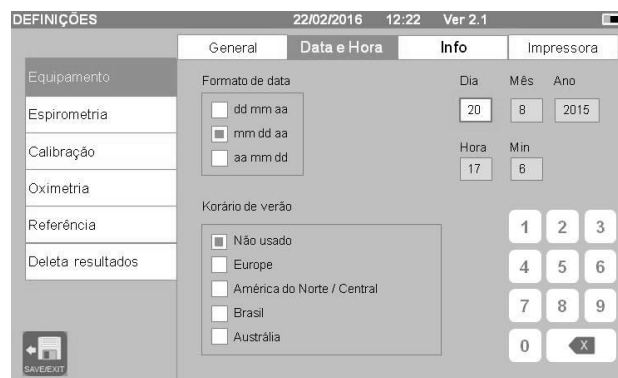 DEFINIÇÕES 22/02/2016 12:22 Ver 2.1
General Data e Hora Info Impressora
Equipamento
Espirometria
Calibração
Oximetria
Referência
Deleta resultados
SAVE/EXIT
Formato de data
dd mm aa
mm dd aa
aa mm dd
Korário de verão
Não usado
Europe
América do Norte / Central
Brasil
Austrália
Dia Mês Ano
20 8 2015
Hora Min
17 6
1 2 3
4 5 6
7 8 9
0 X